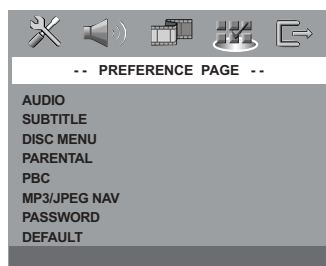 -- PREFERENCE PAGE --
AUDIO
SUBTITLE
DISC MENU
PARENTAL
PBC
MP3/JPEG NAV
PASSWORD
DEFAULT